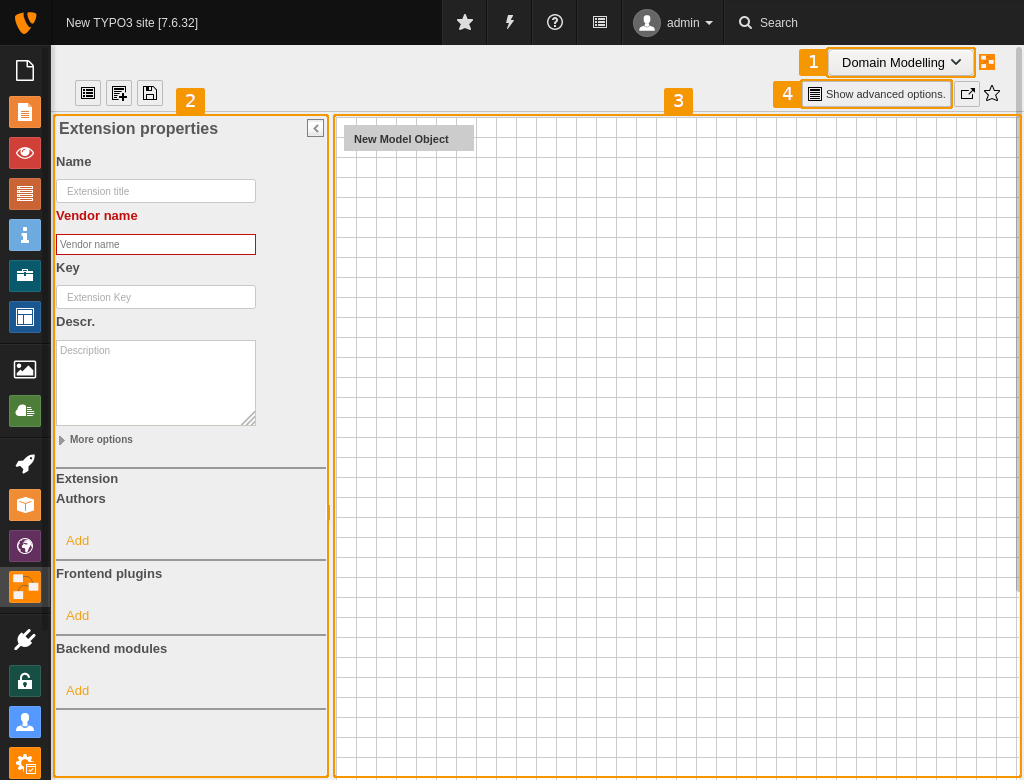 New TYPO3 site [7.6.32]
admin
Search
1
Domain Modelling
2
3
4
Show advanced options.
Extension properties
New Model Object
Name
Extension title
Vendor name
Vendor name
Key
Extension Key
Descr.
Description
More options
Extension
Authors
Add
Frontend plugins
Add
Backend modules
Add